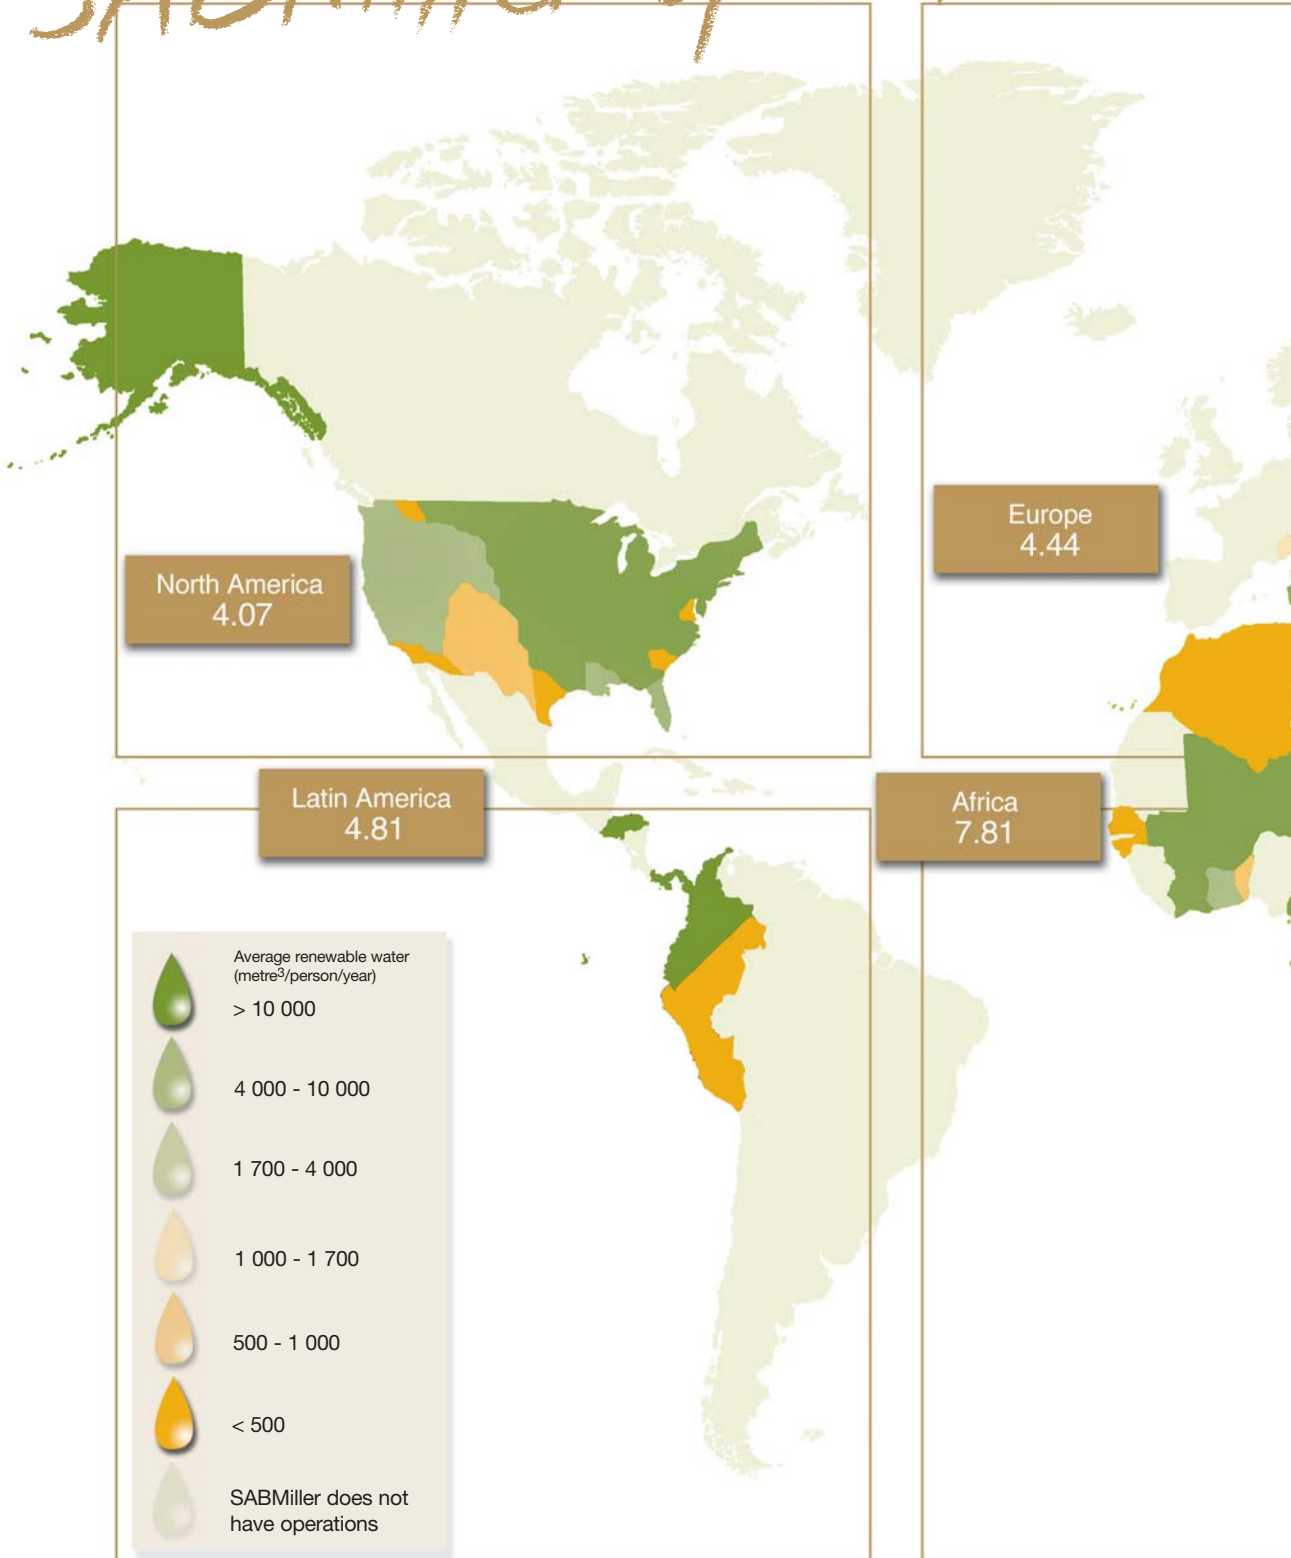 North America
4.07
Europe
4.44
Latin America
4.81
Africa
7.81
Average renewable water
(metre³/person/year)
> 10 000
4 000 - 10 000
1 700 - 4 000
1 000 - 1 700
500 - 1 000
< 500
SABMiller does not
have operations